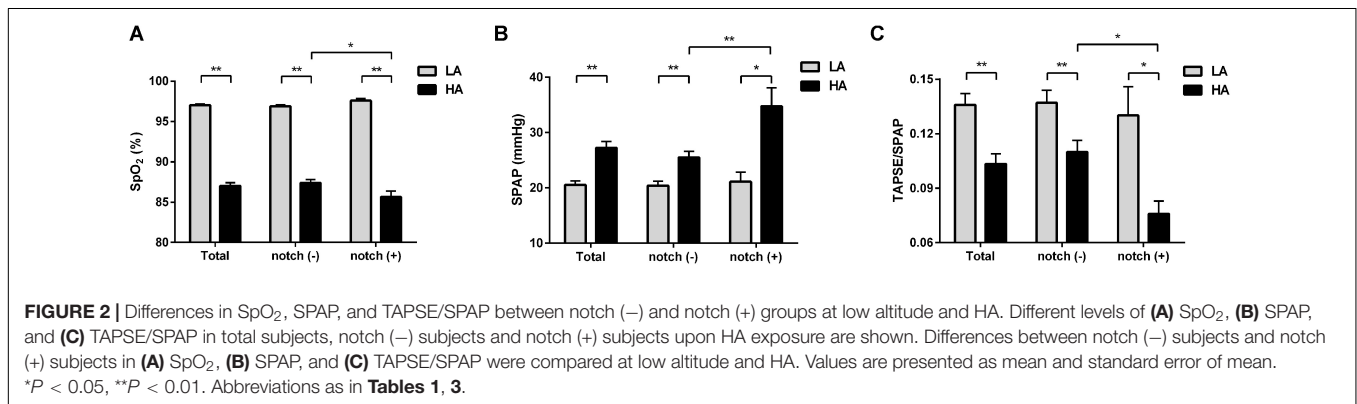 A
B
C
* ** ** **
** ** ** *
* ** ** *
LA
HA
LA
HA
LA
HA
SpO₂ (%)
100
95
90
85
80
Total notch (-) notch (+)
SPAP (mmHg)
40
30
20
10
Total notch (-) notch (+)
TAPSE/SPAP
0.15
0.12
0.09
0.06
Total notch (-) notch (+)
FIGURE 2 | Differences in SpO₂, SPAP, and TAPSE/SPAP between notch (−) and notch (+) groups at low altitude and HA. Different levels of (A) SpO₂, (B) SPAP,
and (C) TAPSE/SPAP in total subjects, notch (−) subjects and notch (+) subjects upon HA exposure are shown. Differences between notch (−) subjects and notch
(+) subjects in (A) SpO₂, (B) SPAP, and (C) TAPSE/SPAP were compared at low altitude and HA. Values are presented as mean and standard error of mean.
*P < 0.05, **P < 0.01. Abbreviations as in Tables 1, 3.